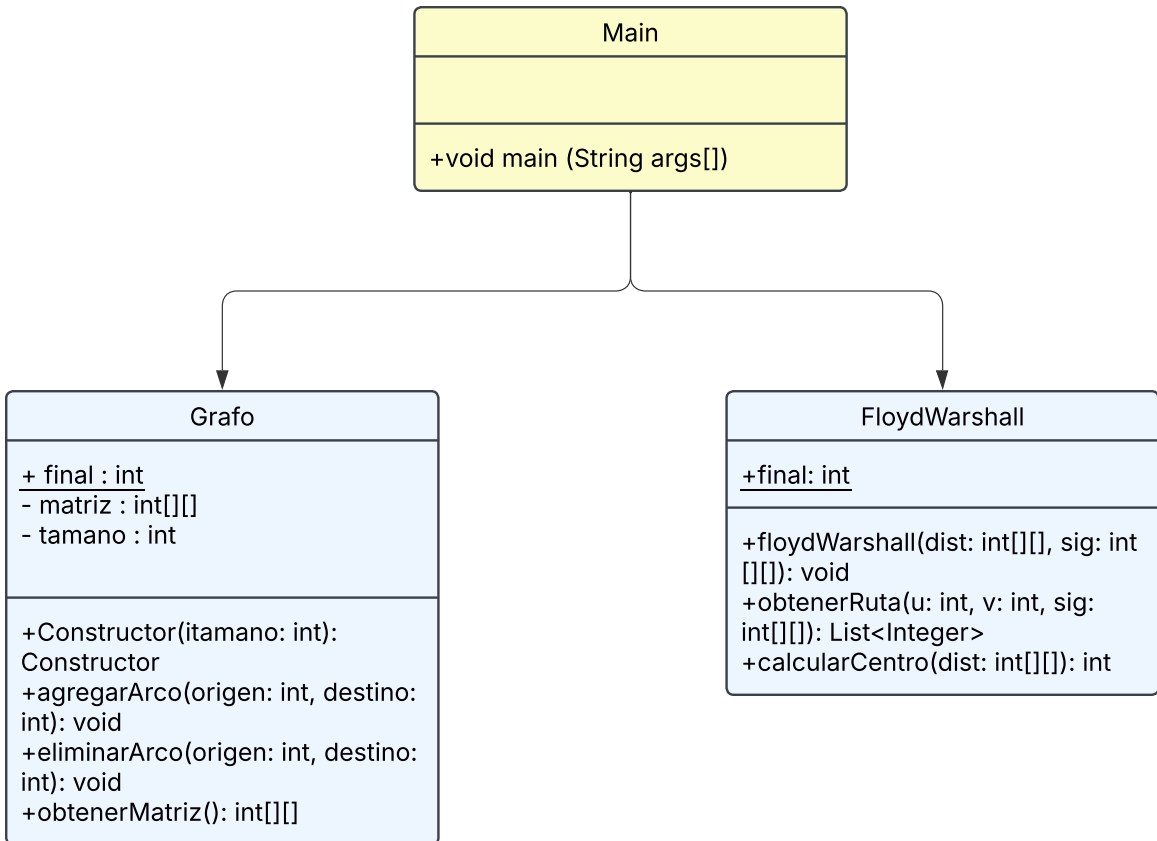 Main
+void main (String args[])
Grafo
+ final : int
- matriz : int[][]
- tamano : int
+Constructor(itamano: int):
Constructor
+agregarArco(origen: int, destino:
int): void
+eliminarArco(origen: int, destino:
int): void
+obtenerMatriz(): int[][]
FloydWarshall
+final: int
+floydWarshall(dist: int[][], sig: int
[][]): void
+obtenerRuta(u: int, v: int, sig:
int[][]): List<Integer>
+calcularCentro(dist: int[][]): int